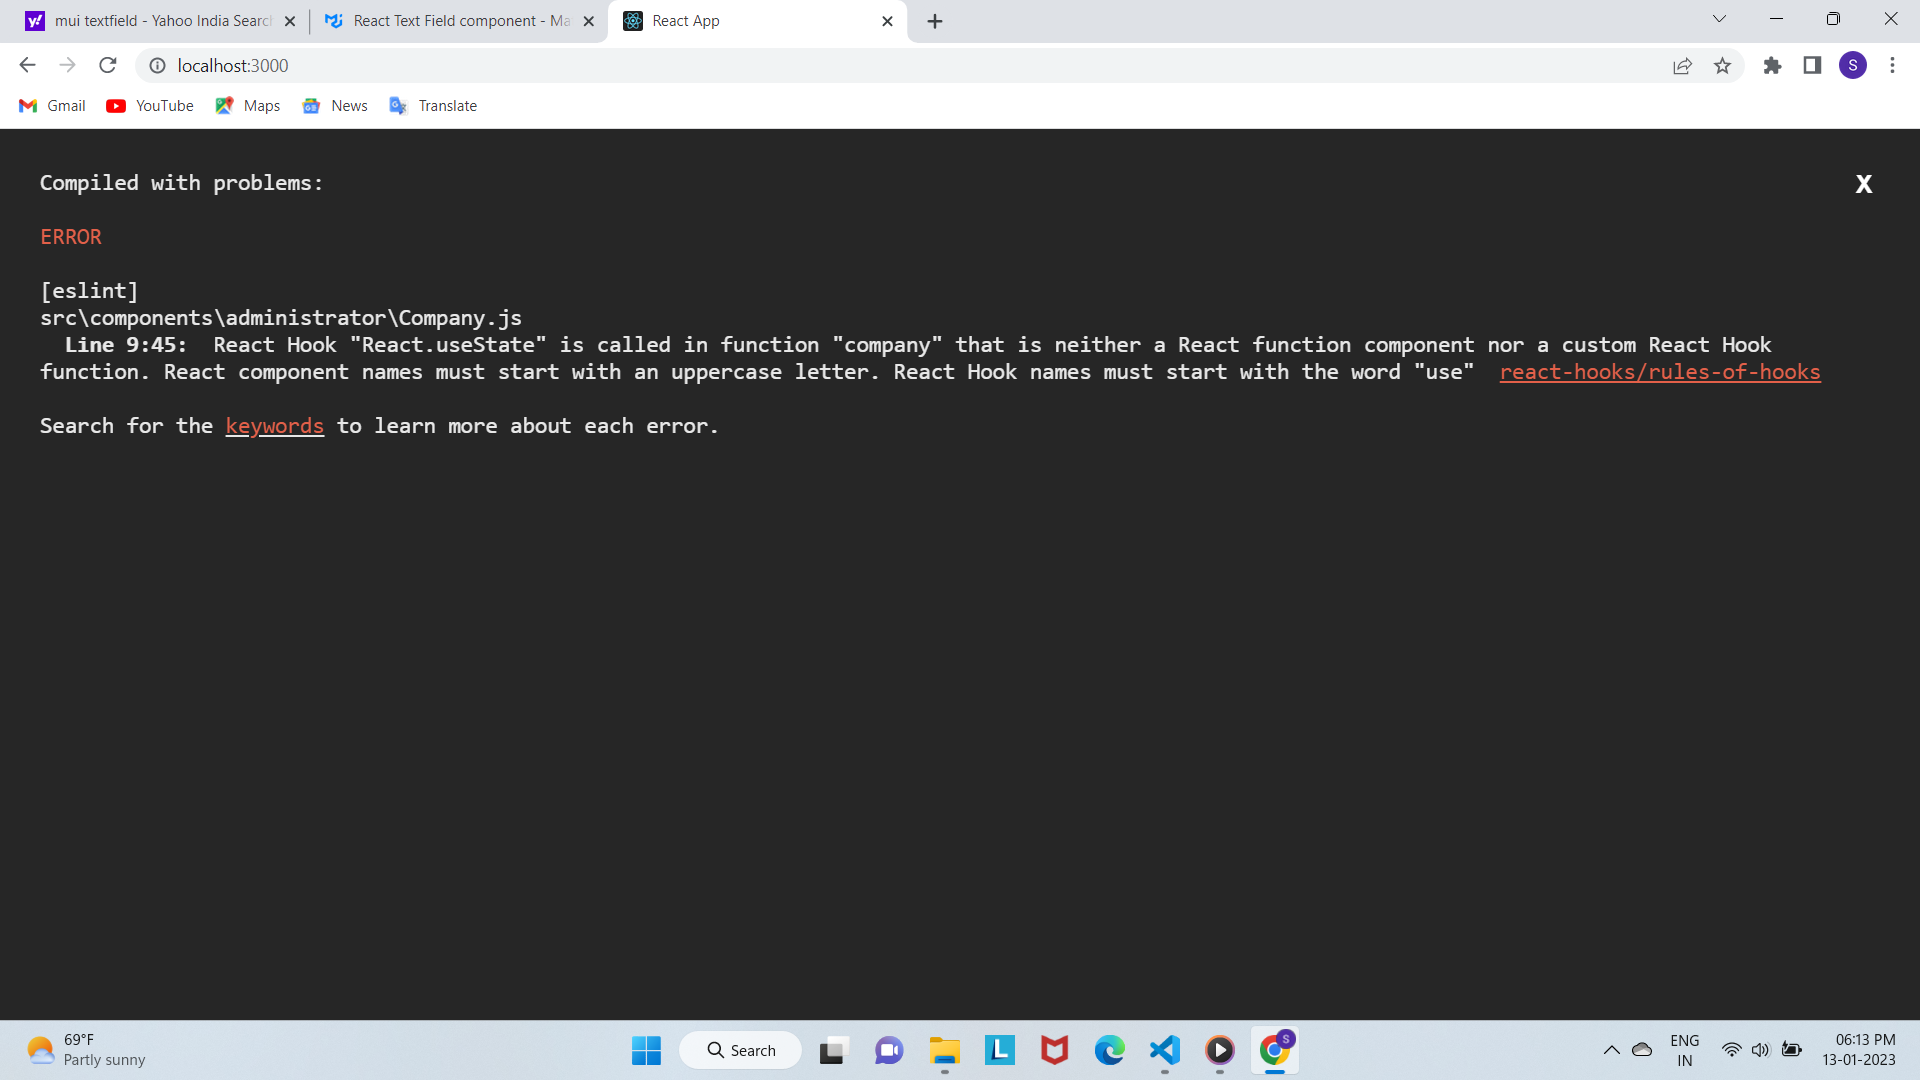 mui textfield - Yahoo India Search
React Text Field component - Ma
React App
localhost:3000
S
Gmail
YouTube
Maps
News
Translate
Compiled with problems:
X
ERROR
[eslint]
src\components\administrator\Company.js
Line 9:45:  React Hook "React.useState" is called in function "company" that is neither a React function component nor a custom React Hook
function. React component names must start with an uppercase letter. React Hook names must start with the word "use"  react-hooks/rules-of-hooks
Search for the keywords to learn more about each error.
69°F
Partly sunny
Search
L
S
ENG
IN
06:13 PM
13-01-2023